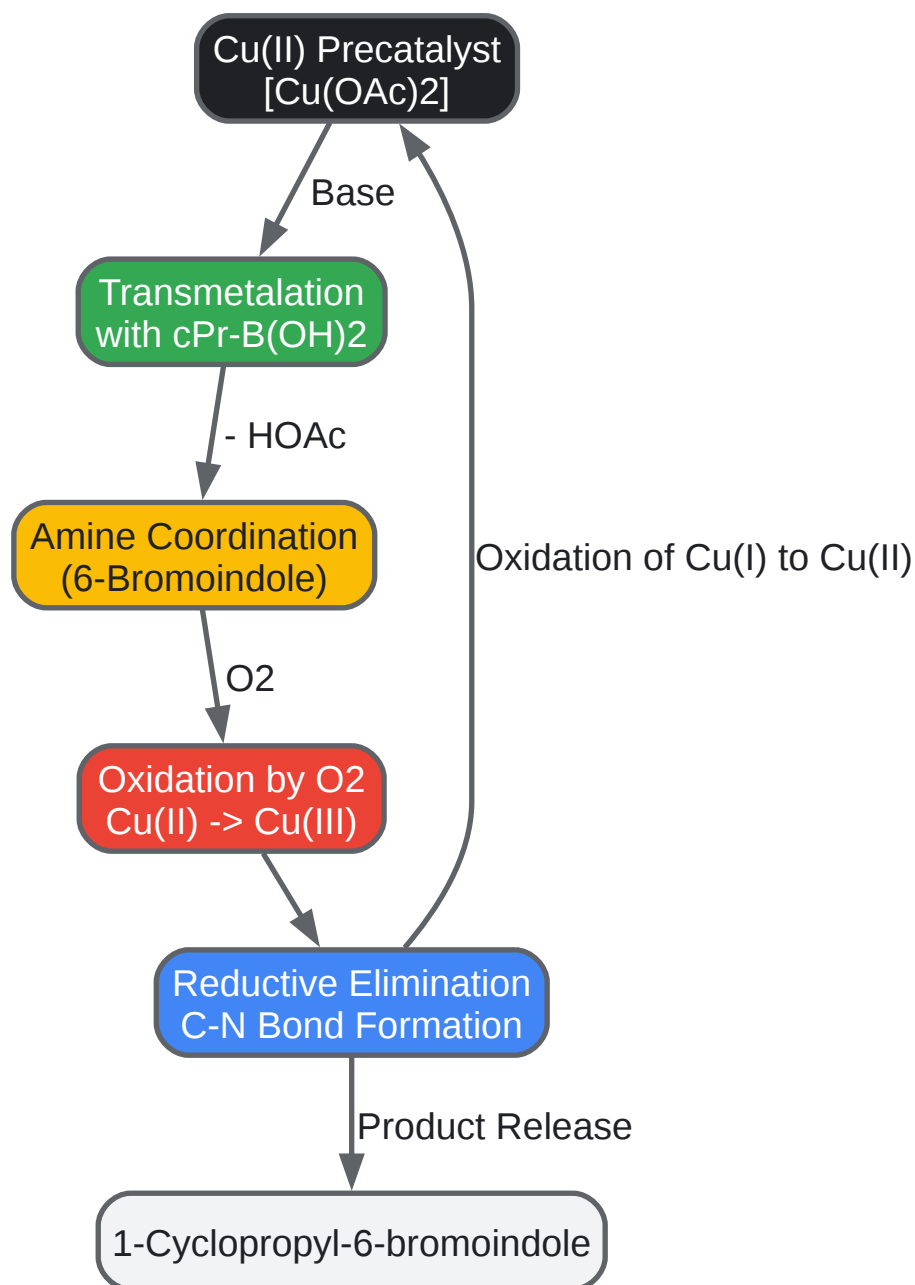 Cu(II) Precatalyst
[Cu(OAc)2]
Base
Transmetalation
with cPr-B(OH)2
- HOAc
Amine Coordination
(6-Bromoindole)
Oxidation of Cu(I) to Cu(II)
O2
Oxidation by O2
Cu(II) -> Cu(III)
Reductive Elimination
C-N Bond Formation
Product Release
1-Cyclopropyl-6-bromoindole